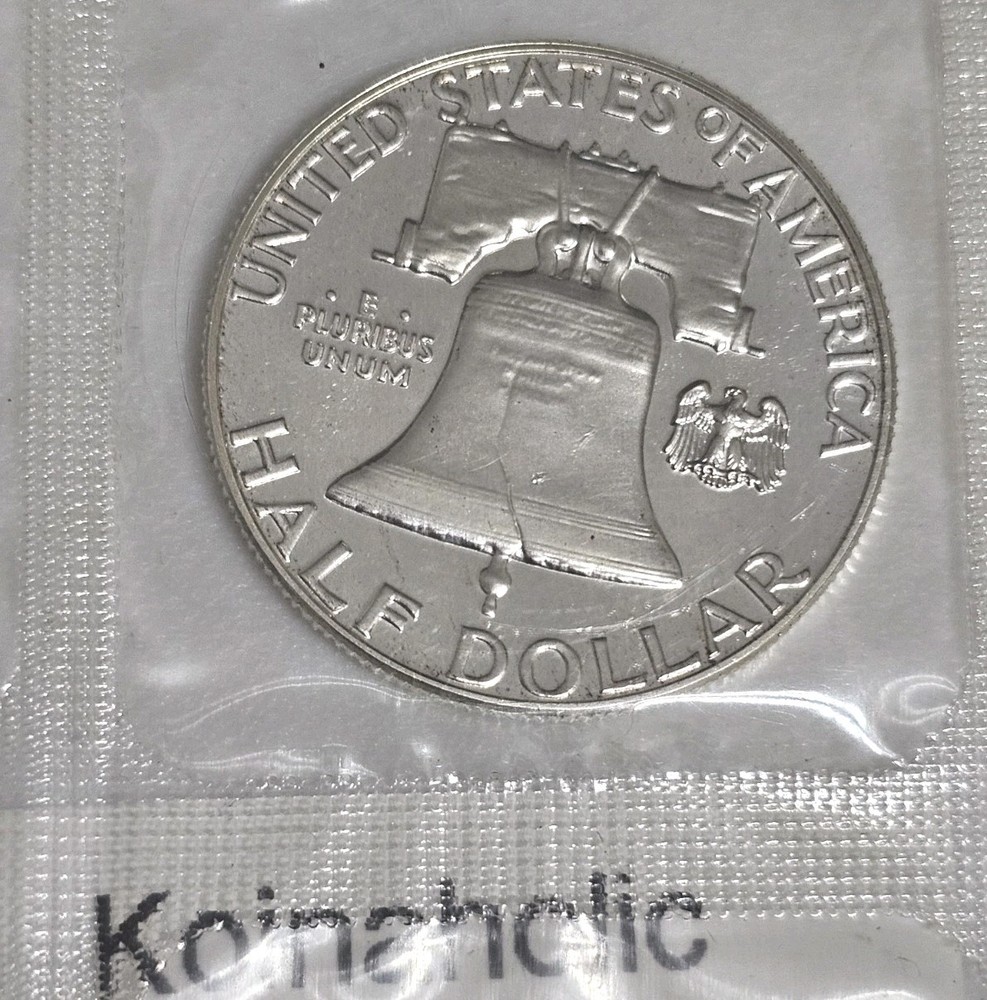 UNITED STATES OF AMERICA
· E ·
PLURIBUS
UNUM
HALF DOLLAR
Koinaholic